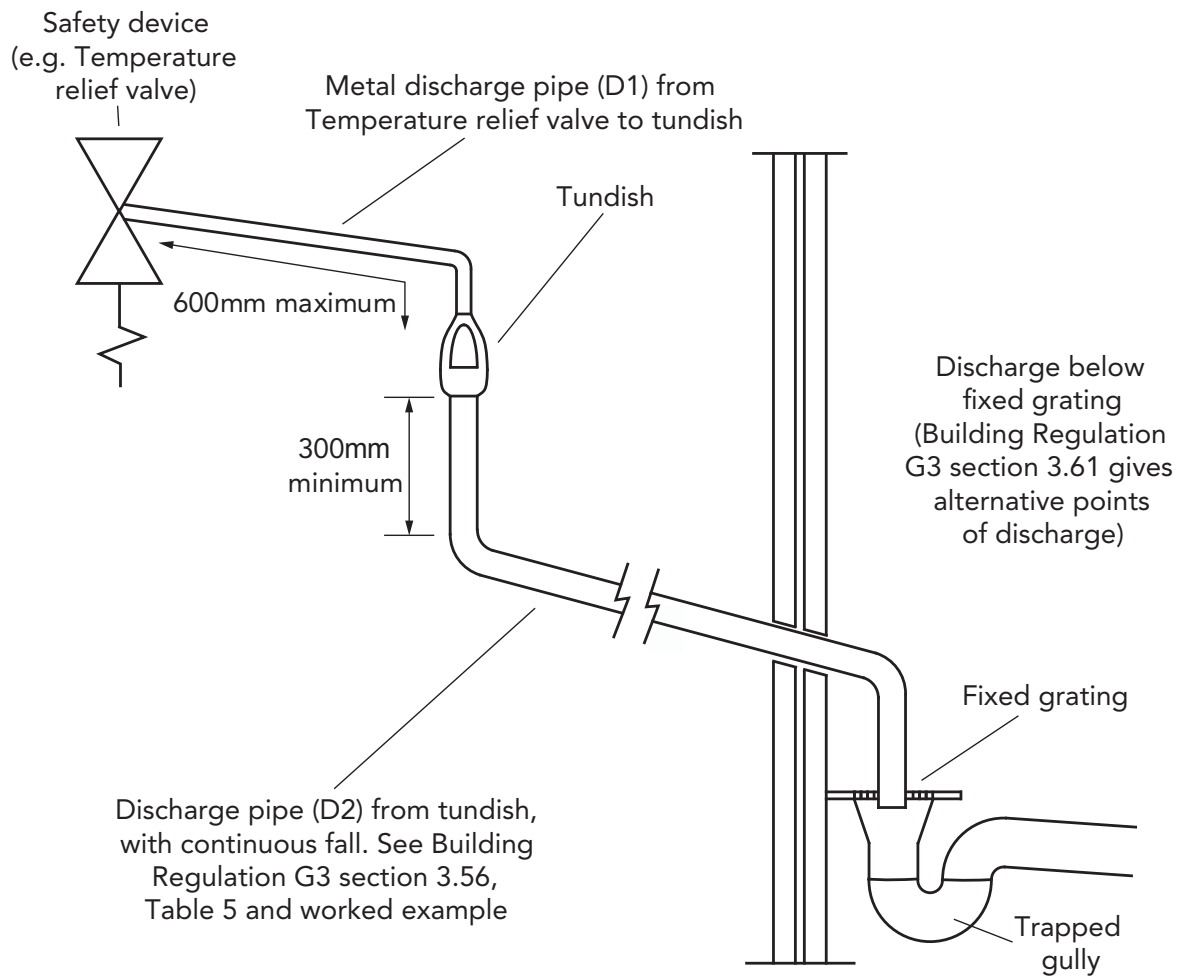 Safety device
(e.g. Temperature
relief valve)
Metal discharge pipe (D1) from
Temperature relief valve to tundish
Tundish
600mm maximum
300mm
minimum
Discharge below
fixed grating
(Building Regulation
G3 section 3.61 gives
alternative points
of discharge)
Fixed grating
Discharge pipe (D2) from tundish,
with continuous fall. See Building
Regulation G3 section 3.56,
Table 5 and worked example
Trapped
gully